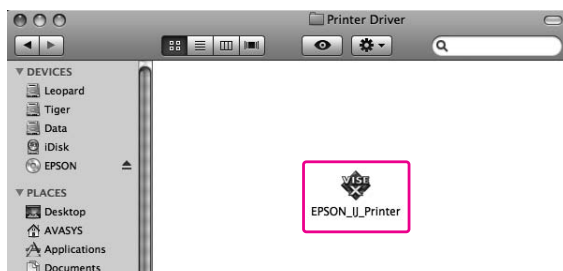 Printer Driver
DEVICES
Leopard
Tiger
Data
iDisk
EPSON
PLACES
Desktop
AVASYS
Applications
Documents
VISE
X
EPSON_IJ_Printer